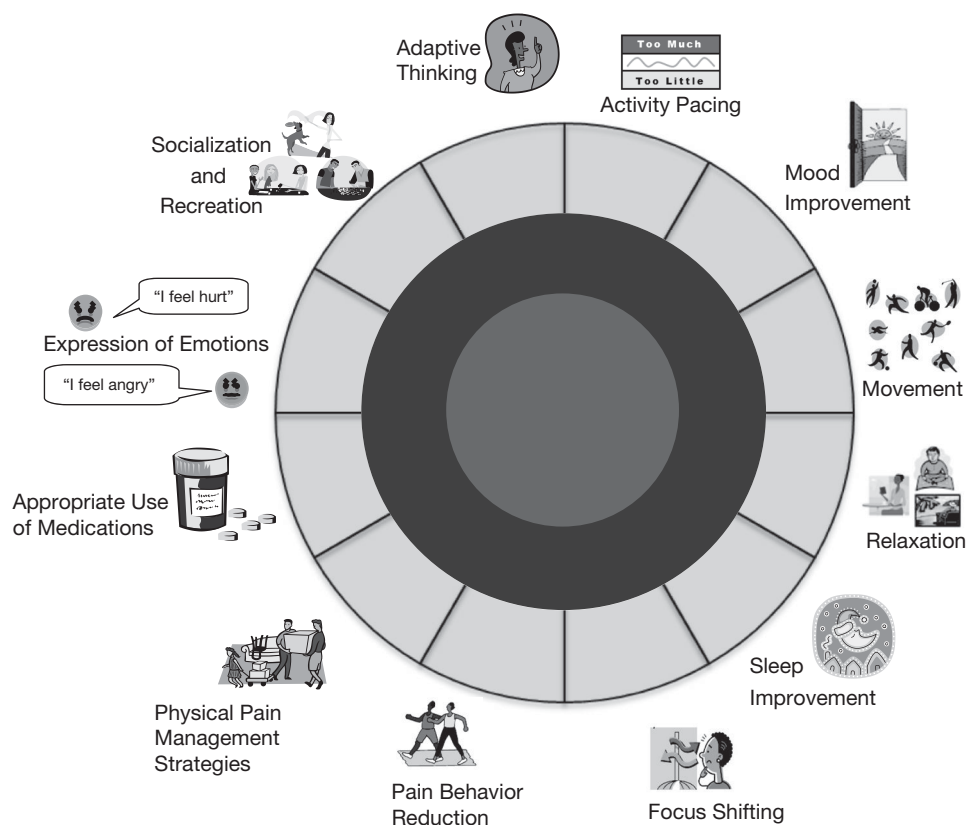 Adaptive
Thinking
Too Much
Too Little
Activity Pacing
Mood
Improvement
Movement
Relaxation
Sleep
Improvement
Focus Shifting
Pain Behavior
Reduction
Physical Pain
Management
Strategies
Appropriate Use
of Medications
"I feel angry"
Expression of Emotions
"I feel hurt"
Socialization
and
Recreation